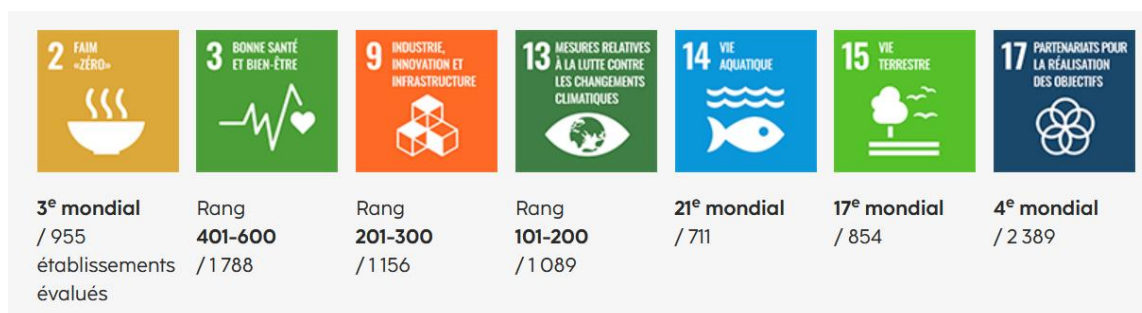 2 FAIM
«ZÉRO»
3 BONNE SANTÉ
ET BIEN-ÊTRE
9 INDUSTRIE,
INNOVATION ET
INFRASTRUCTURE
13 MESURES RELATIVES
À LA LUTTE CONTRE
LES CHANGEMENTS
CLIMATIQUES
14 VIE
AQUATIQUE
15 VIE
TERRESTRE
17 PARTENARIATS POUR
LA RÉALISATION
DES OBJECTIFS
3e mondial
/ 955
établissements
évalués
Rang
401-600
/ 1 788
Rang
201-300
/ 1 156
Rang
101-200
/ 1 089
21e mondial
/ 711
17e mondial
/ 854
4e mondial
/ 2 389